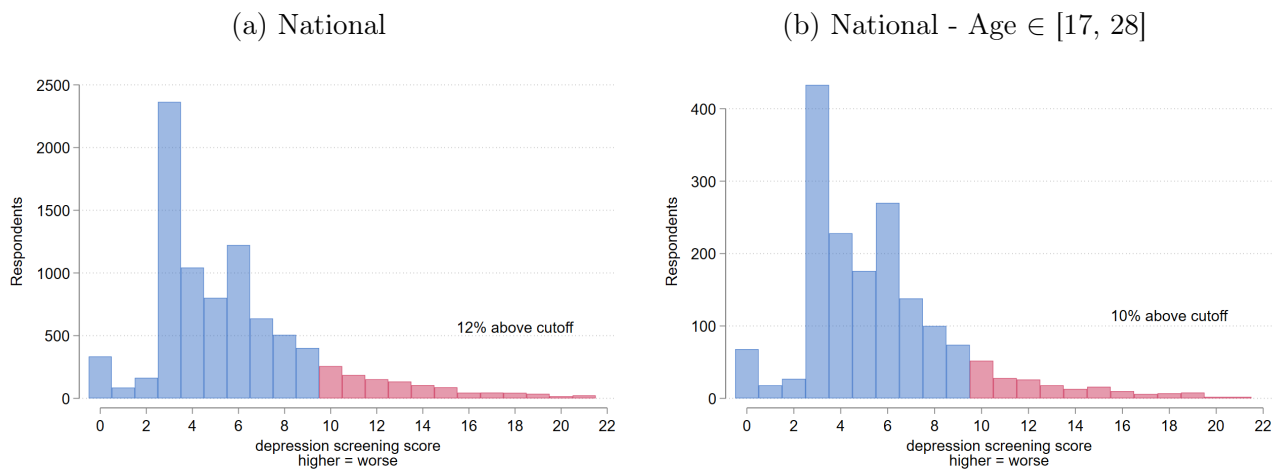 (a) National
2500
2000
1500
1000
500
0
Respondents
12% above cutoff
0 2 4 6 8 10 12 14 16 18 20 22
depression screening score
higher = worse
(b) National - Age ∈ [17, 28]
400
300
200
100
0
Respondents
10% above cutoff
0 2 4 6 8 10 12 14 16 18 20 22
depression screening score
higher = worse